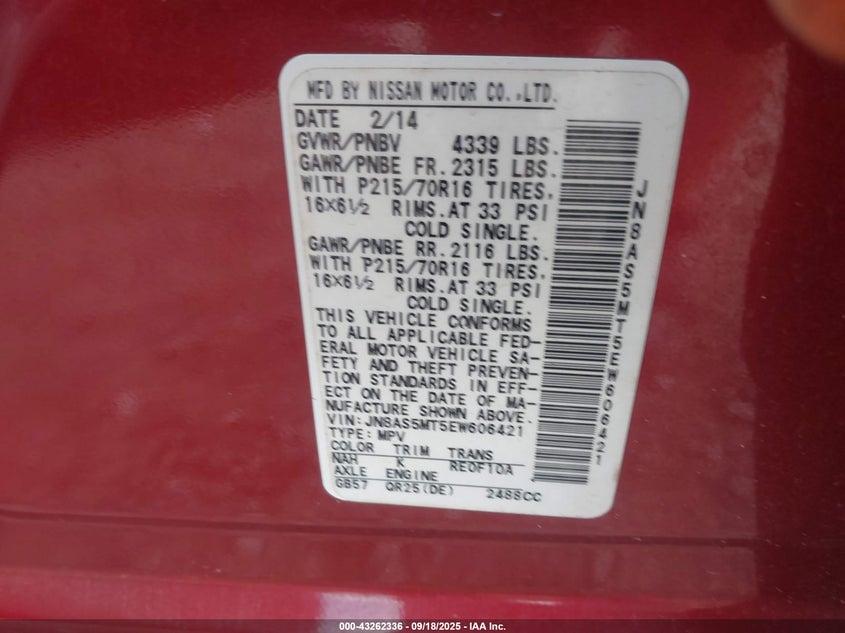 MFD BY NISSAN MOTOR CO.,LTD.
DATE 2/14
GVWR/PNBV 4339 LBS.
GAWR/PNBE FR. 2315 LBS.
WITH P215/70R16 TIRES.
16X6½ RIMS. AT 33 PSI
COLD SINGLE.
GAWR/PNBE RR. 2116 LBS.
WITH P215/70R16 TIRES.
16X6½ RIMS. AT 33 PSI
COLD SINGLE.
THIS VEHICLE CONFORMS
TO ALL APPLICABLE FED-
ERAL MOTOR VEHICLE SA-
FETY AND THEFT PREVEN-
TION STANDARDS IN EFF-
ECT ON THE DATE OF MA-
NUFACTURE SHOWN ABOVE.
VIN: JN8AS5MT5EW606421
TYPE: MPV
COLOR TRIM TRANS
NAH K RE0F10A
AXLE ENGINE
GB57 QR25(DE) 2488CC
JN8AS5MT5EW606421
000-43262336 - 09/18/2025 - IAA Inc.